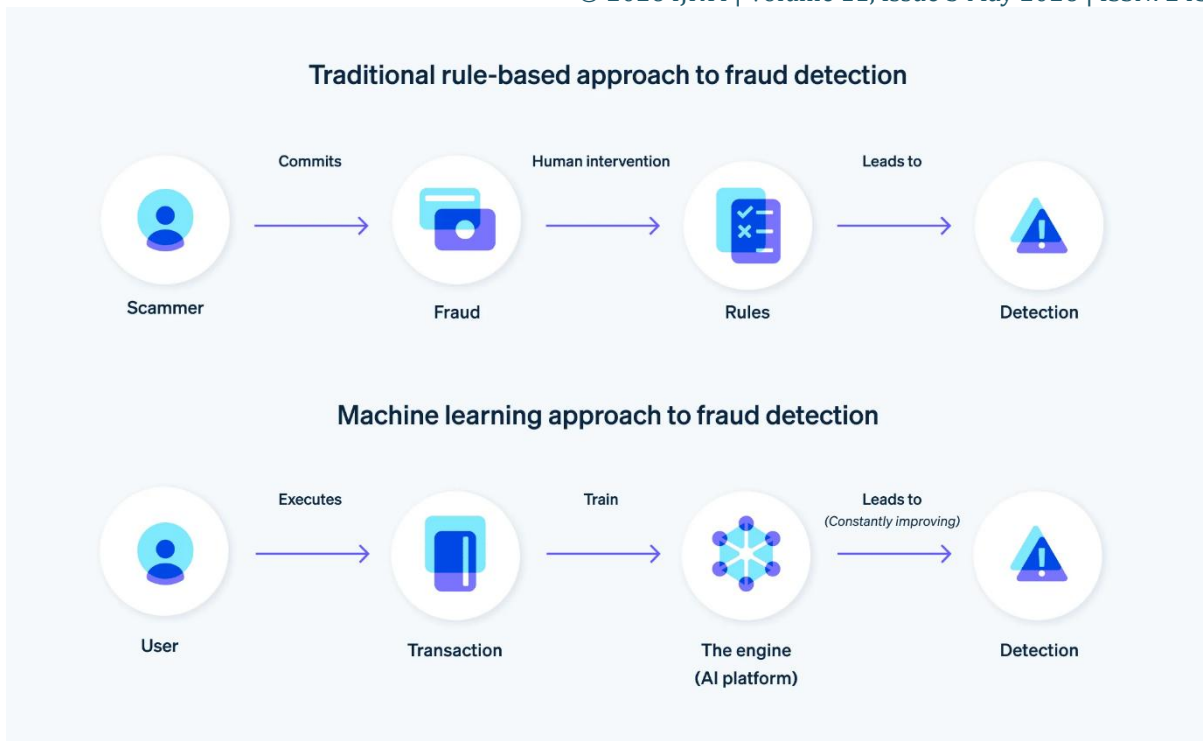 Traditional rule-based approach to fraud detection
Commits
Human intervention
Leads to
Scammer
Fraud
Rules
Detection
Machine learning approach to fraud detection
Executes
Train
Leads to
(Constantly improving)
User
Transaction
The engine
(AI platform)
Detection